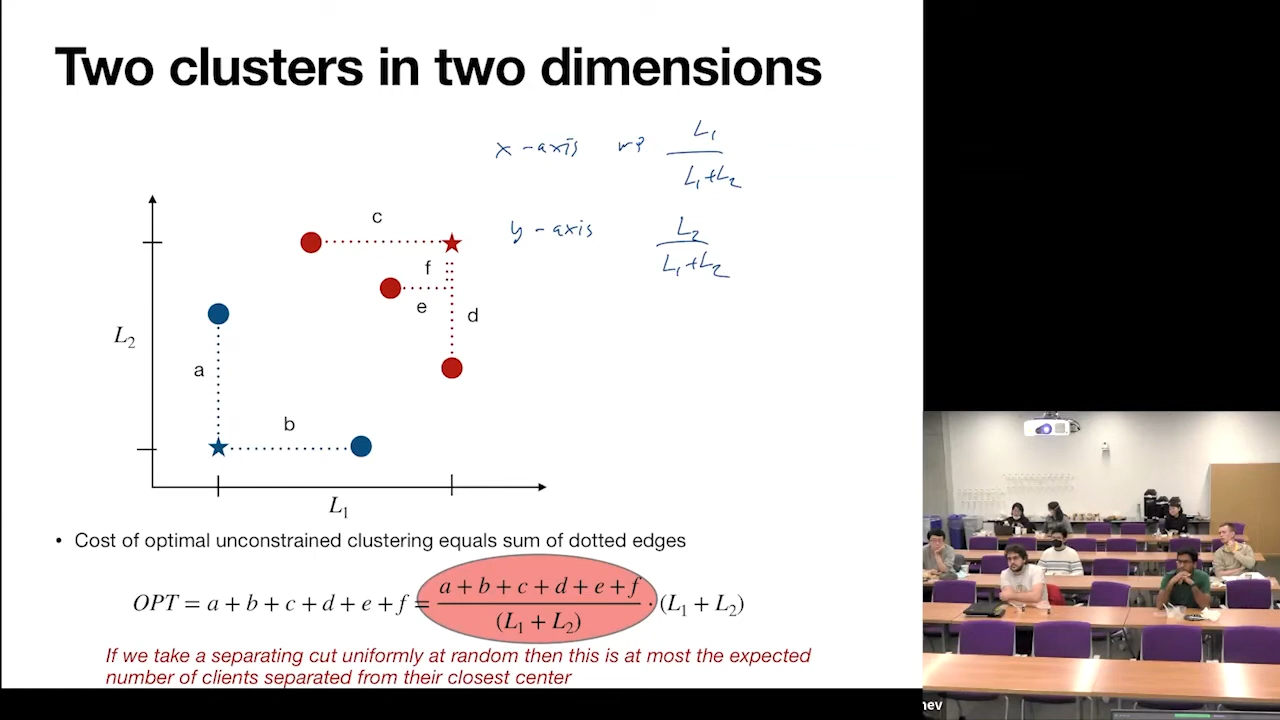 Two clusters in two dimensions
x-axis wp L₁ / L₁+L₂
y-axis L₂ / L₁+L₂
c
f
e
d
L₂
a
b
L₁
• Cost of optimal unconstrained clustering equals sum of dotted edges
OPT = a + b + c + d + e + f = a + b + c + d + e + f / (L₁ + L₂) · (L₁ + L₂)
If we take a separating cut uniformly at random then this is at most the expected
number of clients separated from their closest center
nev